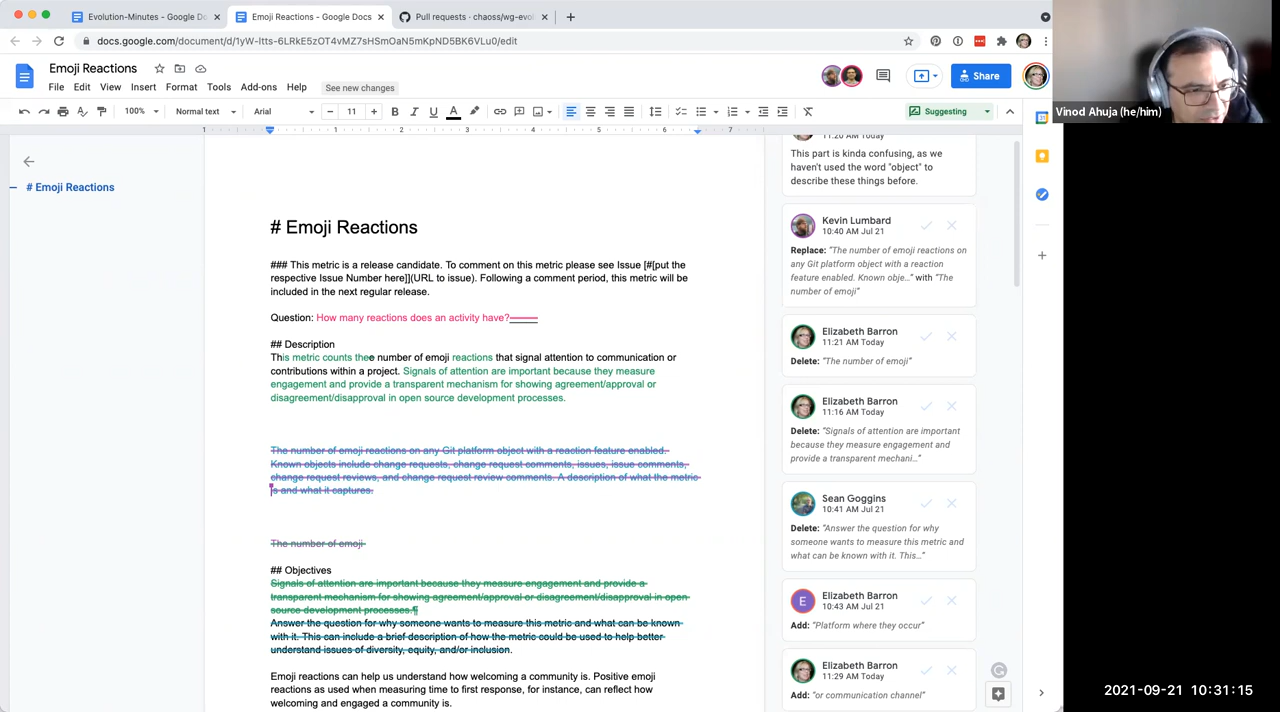 Evolution-Minutes - Google Do
Emoji Reactions - Google Docs
Pull requests · chaoss/wg-evol
docs.google.com/document/d/1yW-Itts-6LRkE5zOT4vMZ7sHSmOaN5mKpND5BK6VLu0/edit
Emoji Reactions
File Edit View Insert Format Tools Add-ons Help See new changes
Share
100% Normal text Arial 11 B I U A Suggesting
1 1 2 3 4 5 6 7
Vinod Ahuja (he/him)
# Emoji Reactions
# Emoji Reactions
### This metric is a release candidate. To comment on this metric please see Issue [#[put the
respective Issue Number here]](URL to issue). Following a comment period, this metric will be
included in the next regular release.
Question: How many reactions does an activity have?
## Description
This metric counts thee number of emoji reactions that signal attention to communication or
contributions within a project. Signals of attention are important because they measure
engagement and provide a transparent mechanism for showing agreement/approval or
disagreement/disapproval in open source development processes.
The number of emoji reactions on any Git platform object with a reaction feature enabled.
Known objects include change requests, change request comments, issues, issue comments,
change request reviews, and change request review comments. A description of what the metric
is and what it captures.
The number of emoji
## Objectives
Signals of attention are important because they measure engagement and provide a
transparent mechanism for showing agreement/approval or disagreement/disapproval in open
source development processes.¶
Answer the question for why someone wants to measure this metric and what can be known
with it. This can include a brief description of how the metric could be used to help better
understand issues of diversity, equity, and/or inclusion.
Emoji reactions can help us understand how welcoming a community is. Positive emoji
reactions as used when measuring time to first response, for instance, can reflect how
welcoming and engaged a community is.
11:20 AM Today
This part is kinda confusing, as we
haven't used the word "object" to
describe these things before.
Kevin Lumbard
10:40 AM Jul 21
Replace: "The number of emoji reactions on
any Git platform object with a reaction
feature enabled. Known obje..." with "The
number of emoji"
Elizabeth Barron
11:21 AM Today
Delete: "The number of emoji"
Elizabeth Barron
11:16 AM Today
Delete: "Signals of attention are important
because they measure engagement and
provide a transparent mechani..."
Sean Goggins
10:41 AM Jul 21
Delete: "Answer the question for why
someone wants to measure this metric and
what can be known with it. This..."
E
Elizabeth Barron
10:43 AM Jul 21
Add: "Platform where they occur"
Elizabeth Barron
11:29 AM Today
Add: "or communication channel"
2021-09-21 10:31:15